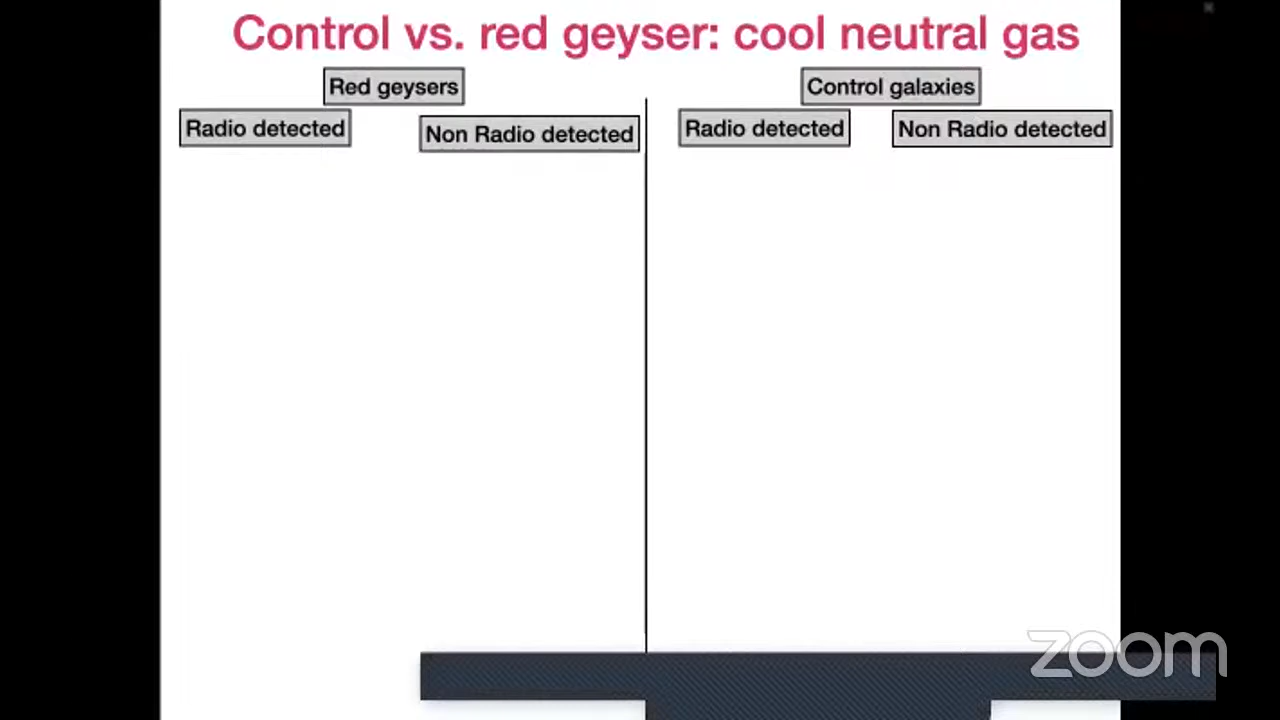 Control vs. red geyser: cool neutral gas
Red geysers
Control galaxies
Radio detected
Non Radio detected
Radio detected
Non Radio detected
zoom